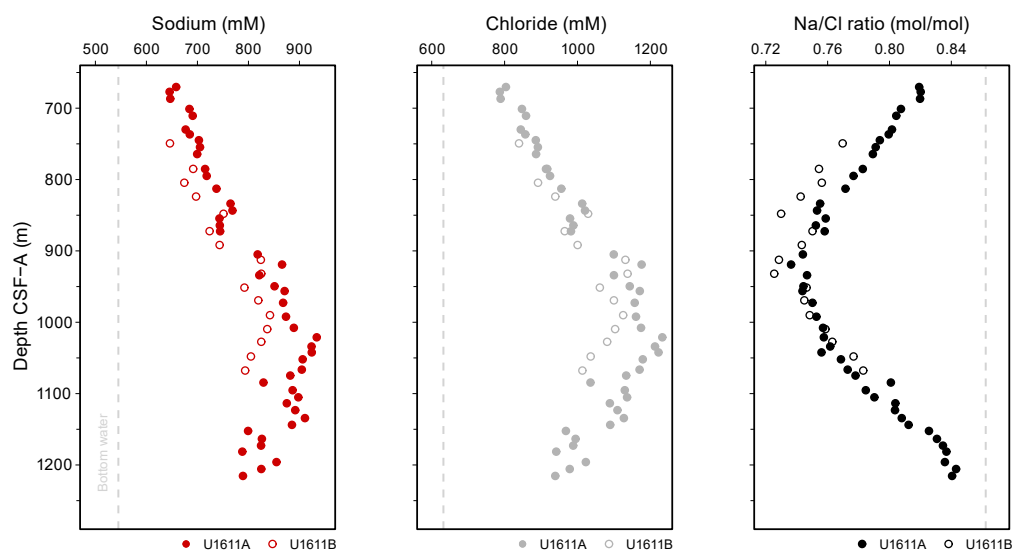 Sodium (mM)
500 600 700 800 900
Chloride (mM)
600 800 1000 1200
Na/Cl ratio (mol/mol)
0.72 0.76 0.80 0.84
Depth CSF−A (m)
700
800
900
1000
1100
1200
Bottom water
U1611A U1611B
U1611A U1611B
U1611A U1611B